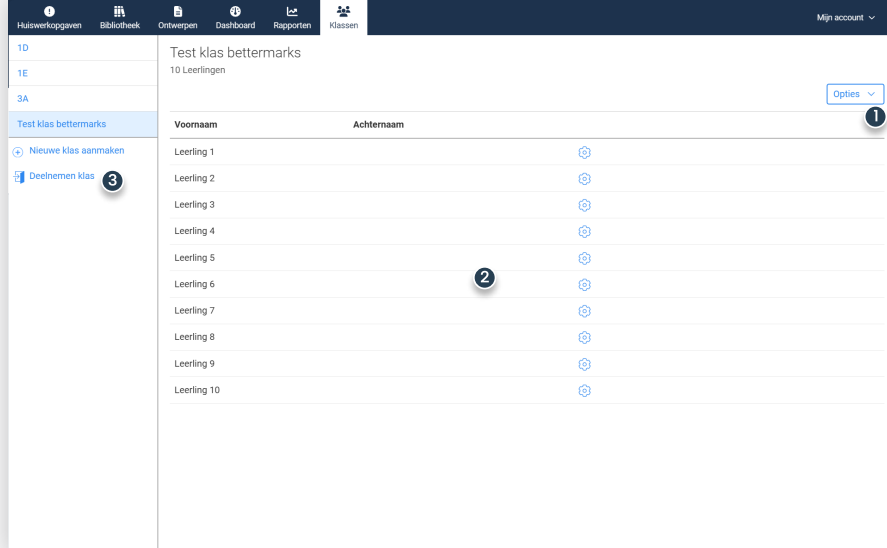 Huiswerkopgaven Bibliotheek Ontwerpen Dashboard Rapporten Klassen Mijn account
1D
1E
3A
Test klas bettermarks
Nieuwe klas aanmaken
Deelnemen klas
3
Test klas bettermarks
10 Leerlingen
Opties
1
Voornaam Achternaam
Leerling 1
Leerling 2
Leerling 3
Leerling 4
Leerling 5
2
Leerling 6
Leerling 7
Leerling 8
Leerling 9
Leerling 10